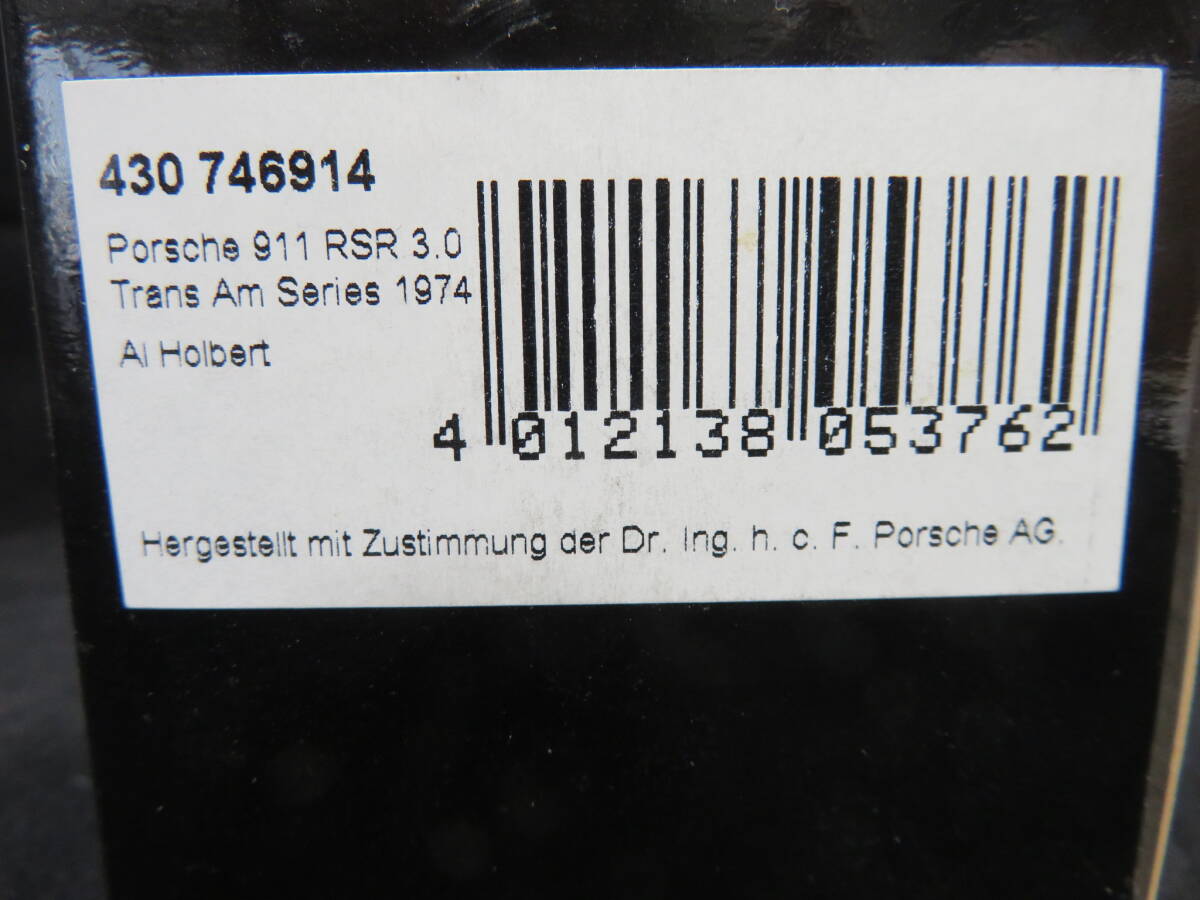 430 746914
Porsche 911 RSR 3.0
Trans Am Series 1974
Al Holbert
4 012138 053762
Hergestellt mit Zustimmung der Dr. Ing. h. c. F. Porsche AG.